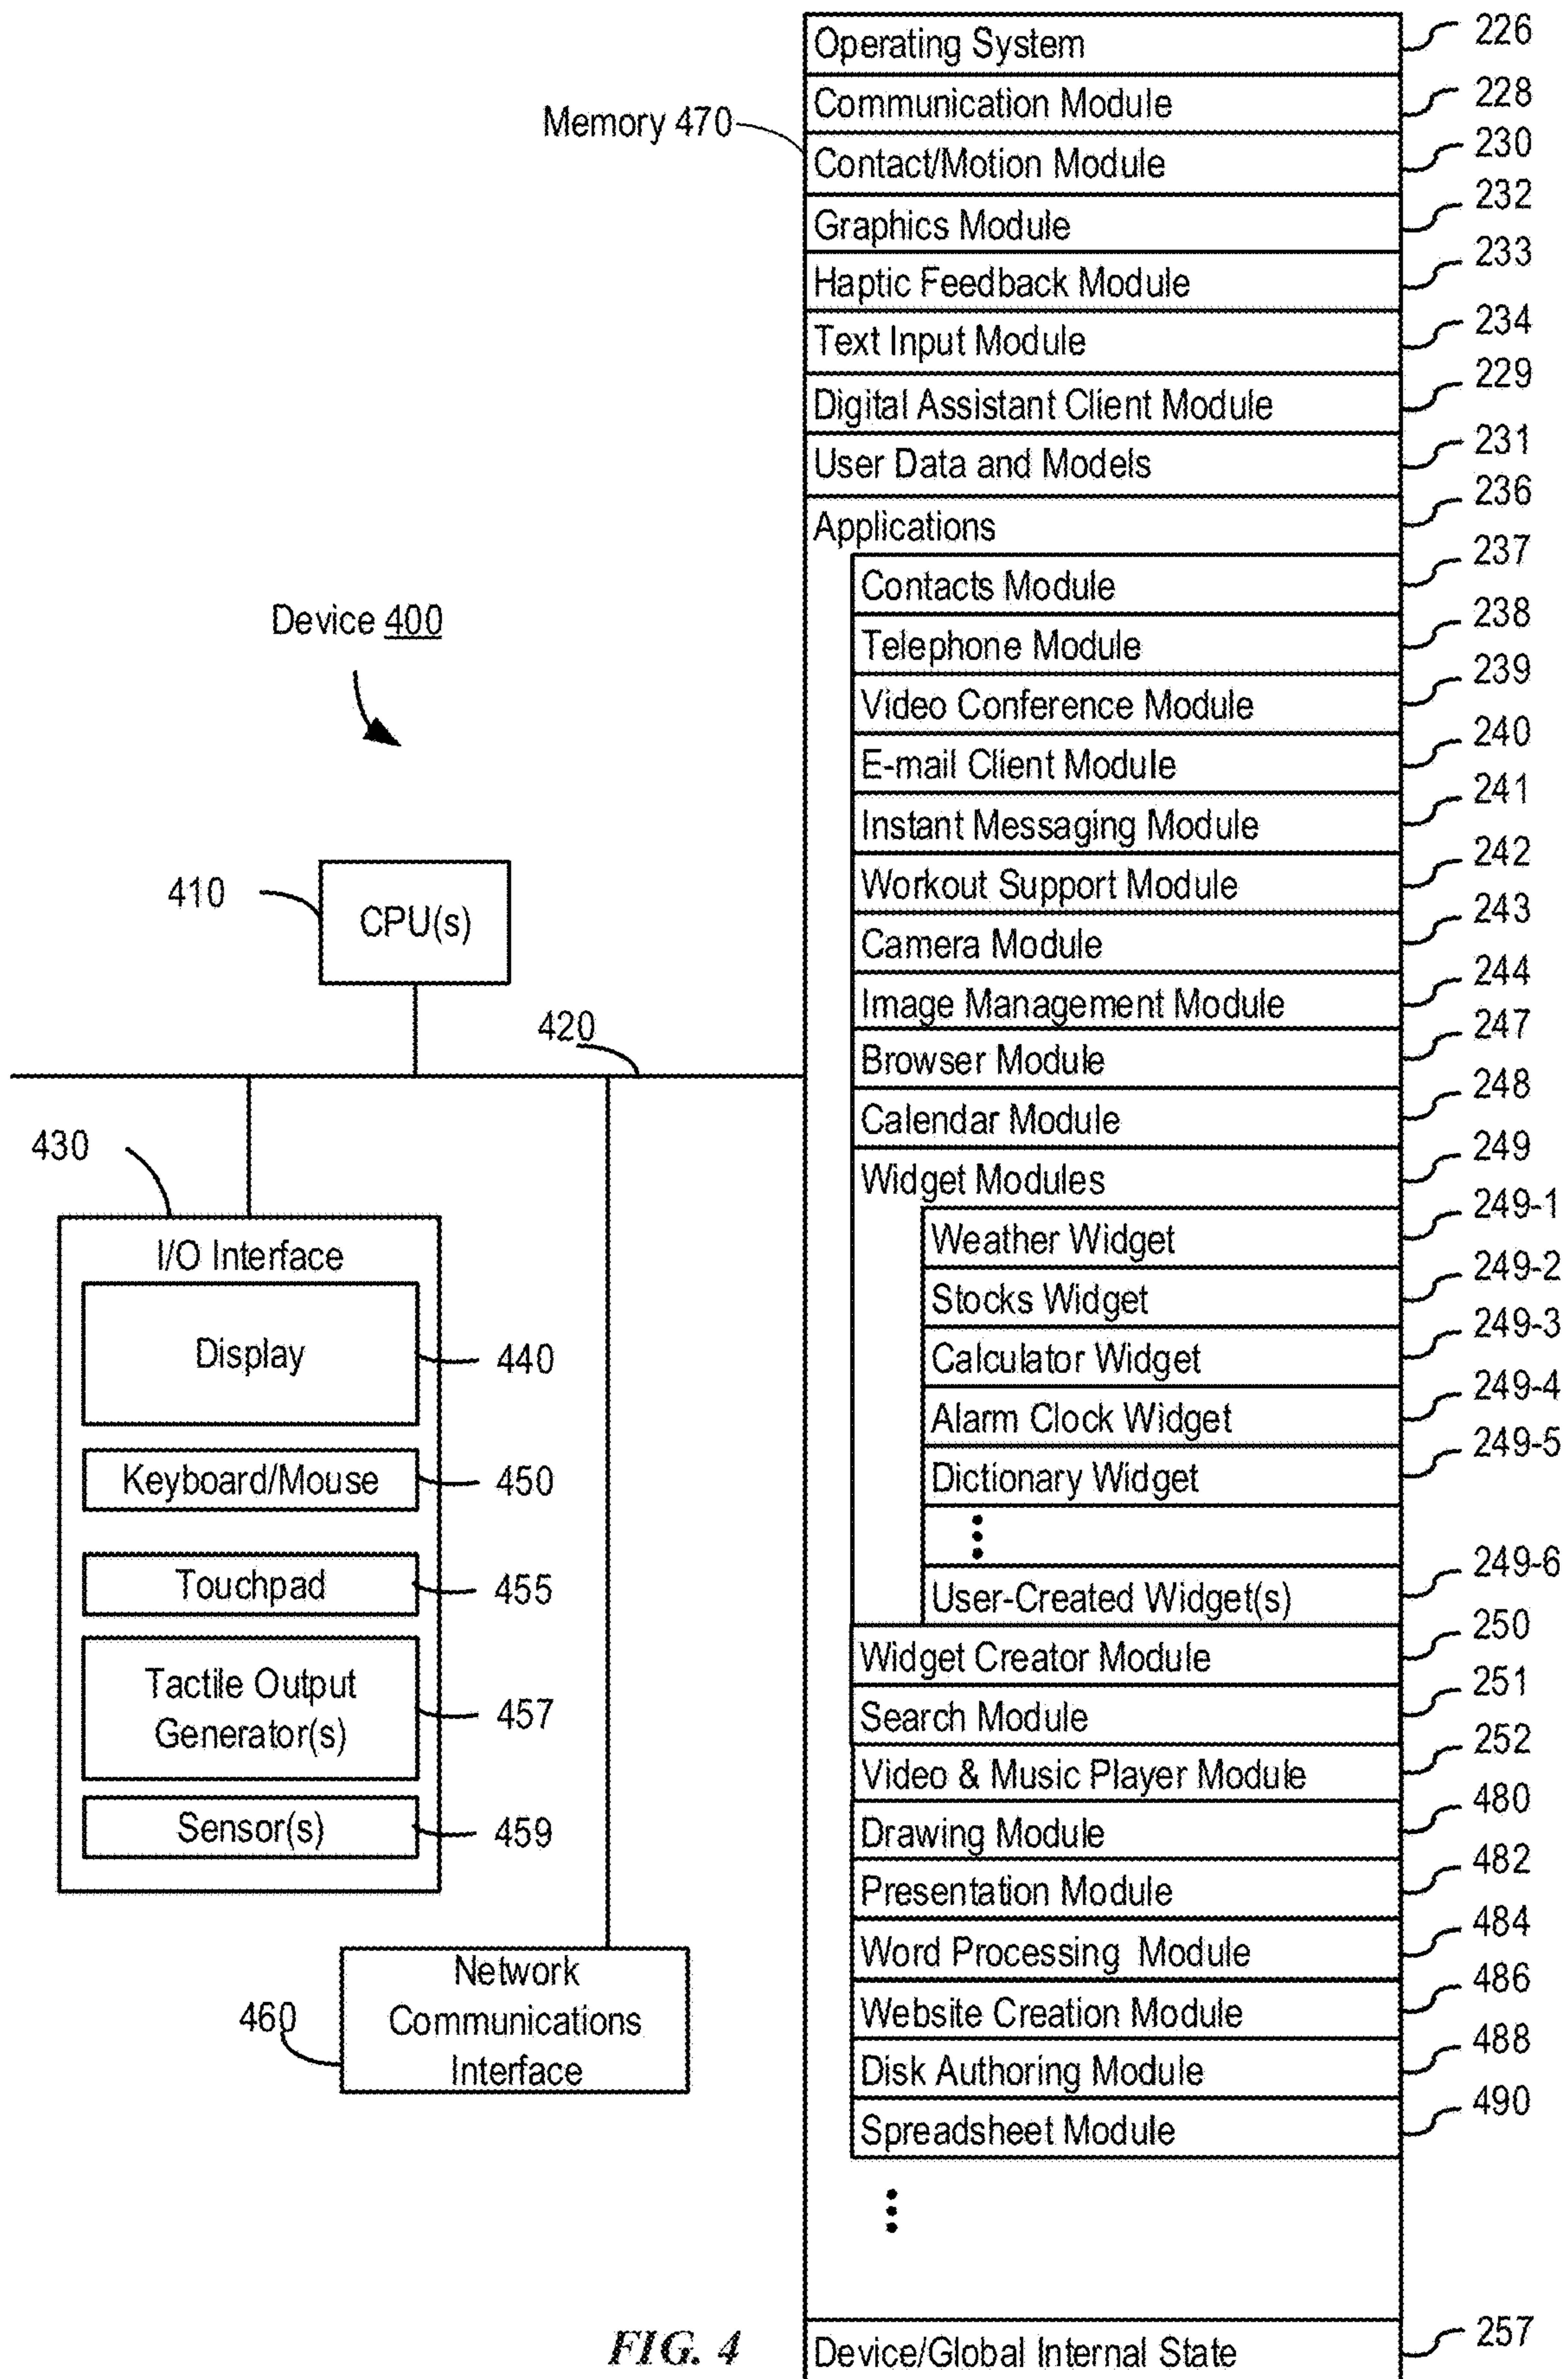 Operating System 226
Communication Module 228
Memory 470
Contact/Motion Module 230
Graphics Module 232
Haptic Feedback Module 233
Text Input Module 234
Digital Assistant Client Module 229
User Data and Models 231
Applications 236
Contacts Module 237
Telephone Module 238
Video Conference Module 239
E-mail Client Module 240
Instant Messaging Module 241
Workout Support Module 242
Camera Module 243
Image Management Module 244
Browser Module 247
Calendar Module 248
Widget Modules 249
Weather Widget 249-1
Stocks Widget 249-2
Calculator Widget 249-3
Alarm Clock Widget 249-4
Dictionary Widget 249-5
User-Created Widget(s) 249-6
Widget Creator Module 250
Search Module 251
Video & Music Player Module 252
Drawing Module 480
Presentation Module 482
Word Processing Module 484
Website Creation Module 486
Disk Authoring Module 488
Spreadsheet Module 490
Device/Global Internal State 257
Device 400
410
CPU(s)
420
430
I/O Interface
Display 440
Keyboard/Mouse 450
Touchpad 455
Tactile Output
Generator(s) 457
Sensor(s) 459
460
Network
Communications
Interface
FIG. 4